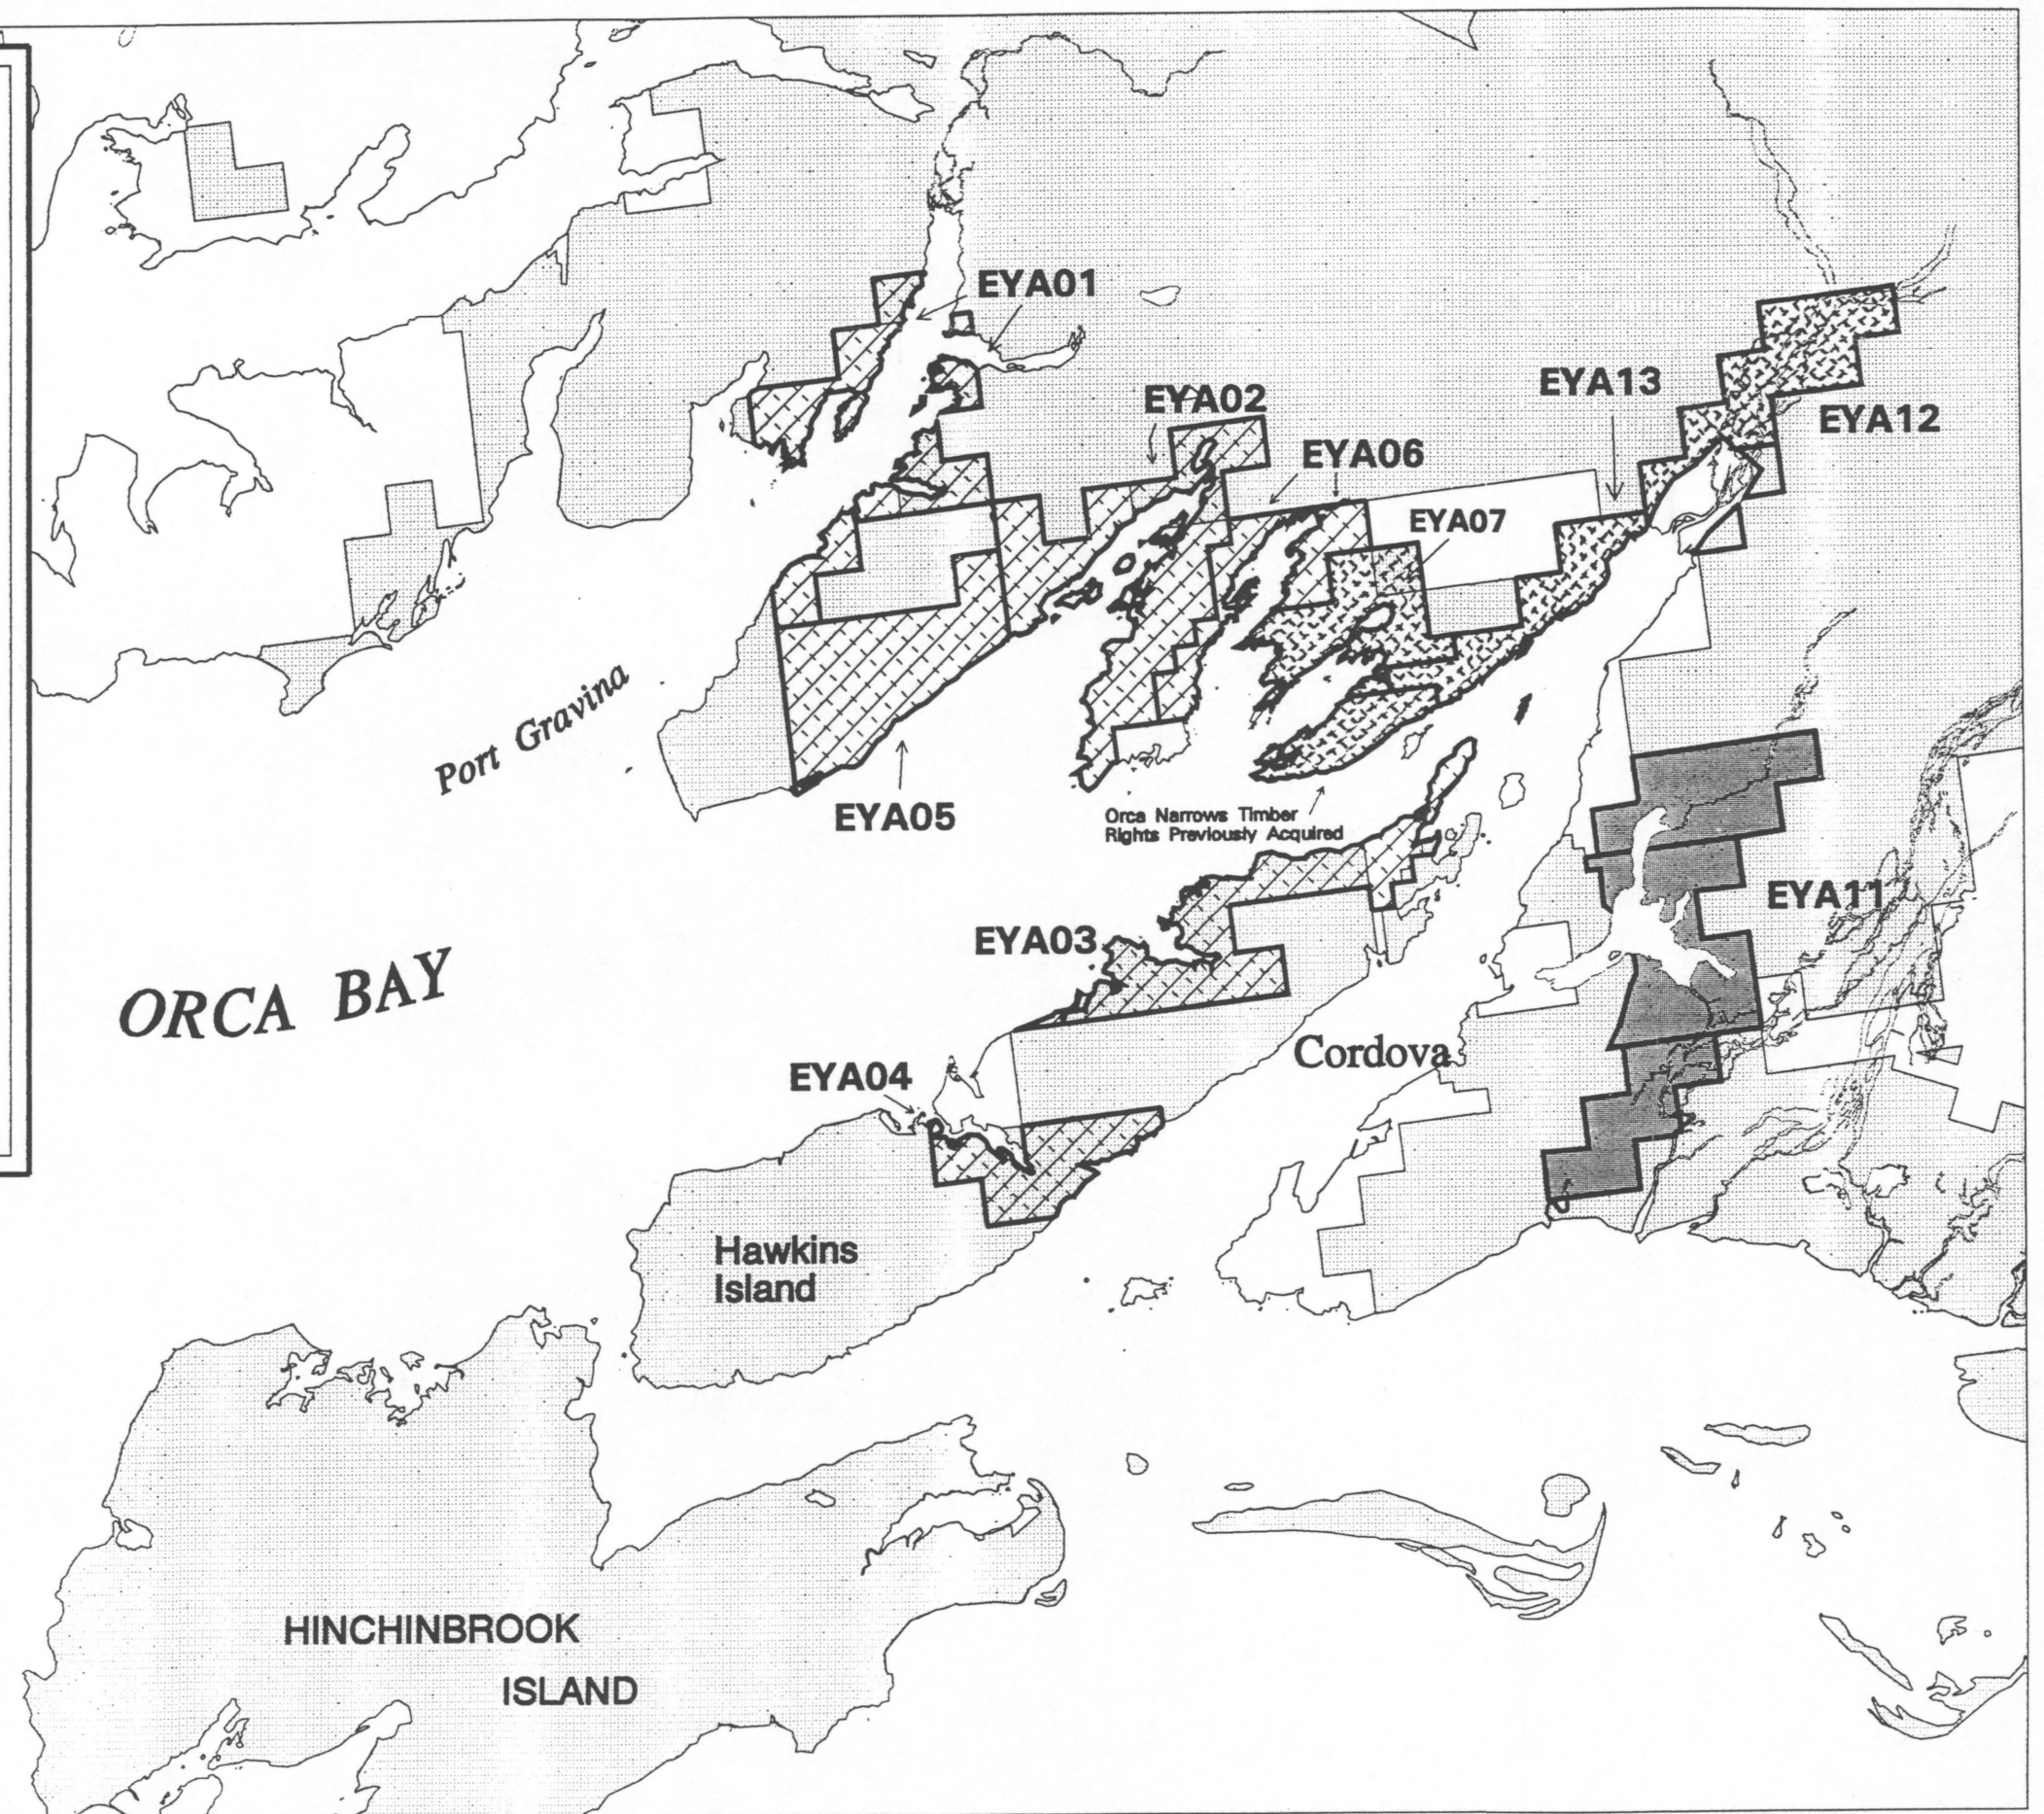 EYA01
EYA13
EYA02
EYA12
EYA06
EYA07
Port Gravina
EYA05
Orca Narrows Timber
Rights Previously Acquired
EYA11
EYA03
ORCA BAY
Cordova
EYA04
Hawkins
Island
HINCHINBROOK
ISLAND